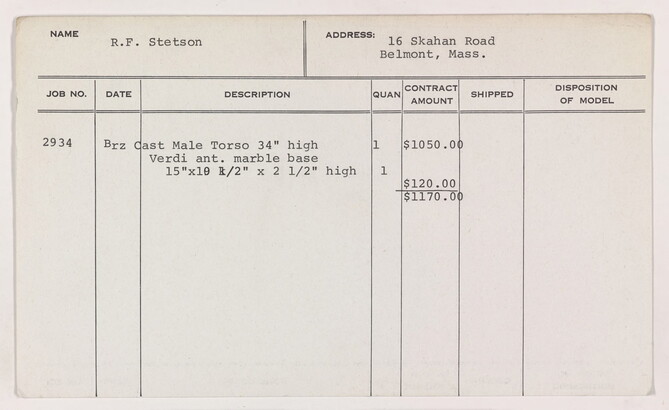 NAME R.F. Stetson ADDRESS: 16 Skahan Road
Belmont, Mass.
JOB NO. DATE DESCRIPTION QUAN CONTRACT AMOUNT SHIPPED DISPOSITION OF MODEL
2934 Brz Cast Male Torso 34" high 1 $1050.00
Verdi ant. marble base
15"x10 1/2" x 2 1/2" high 1
$120.00
$1170.00